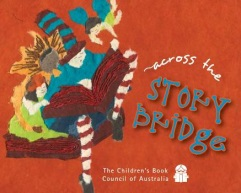 ~across the
STORY
BRIDGE
The Children's Book
Council of Australia